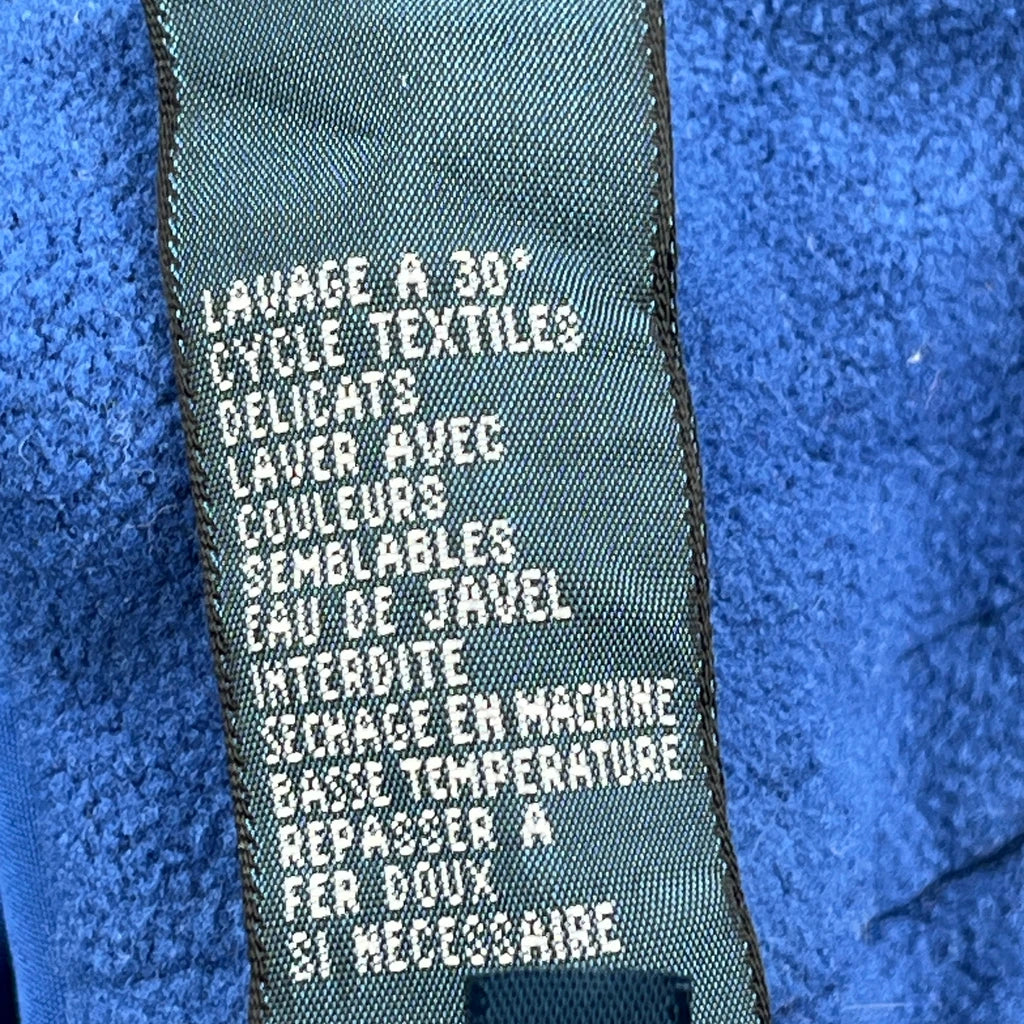 LAVAGE A 30°
CYCLE TEXTILES
DELICATS
LAVER AVEC
COULEURS
SEMBLABLES
EAU DE JAVEL
INTERDITE
SECHAGE EN MACHINE
BASSE TEMPERATURE
REPASSER A
FER DOUX
SI NECESSAIRE